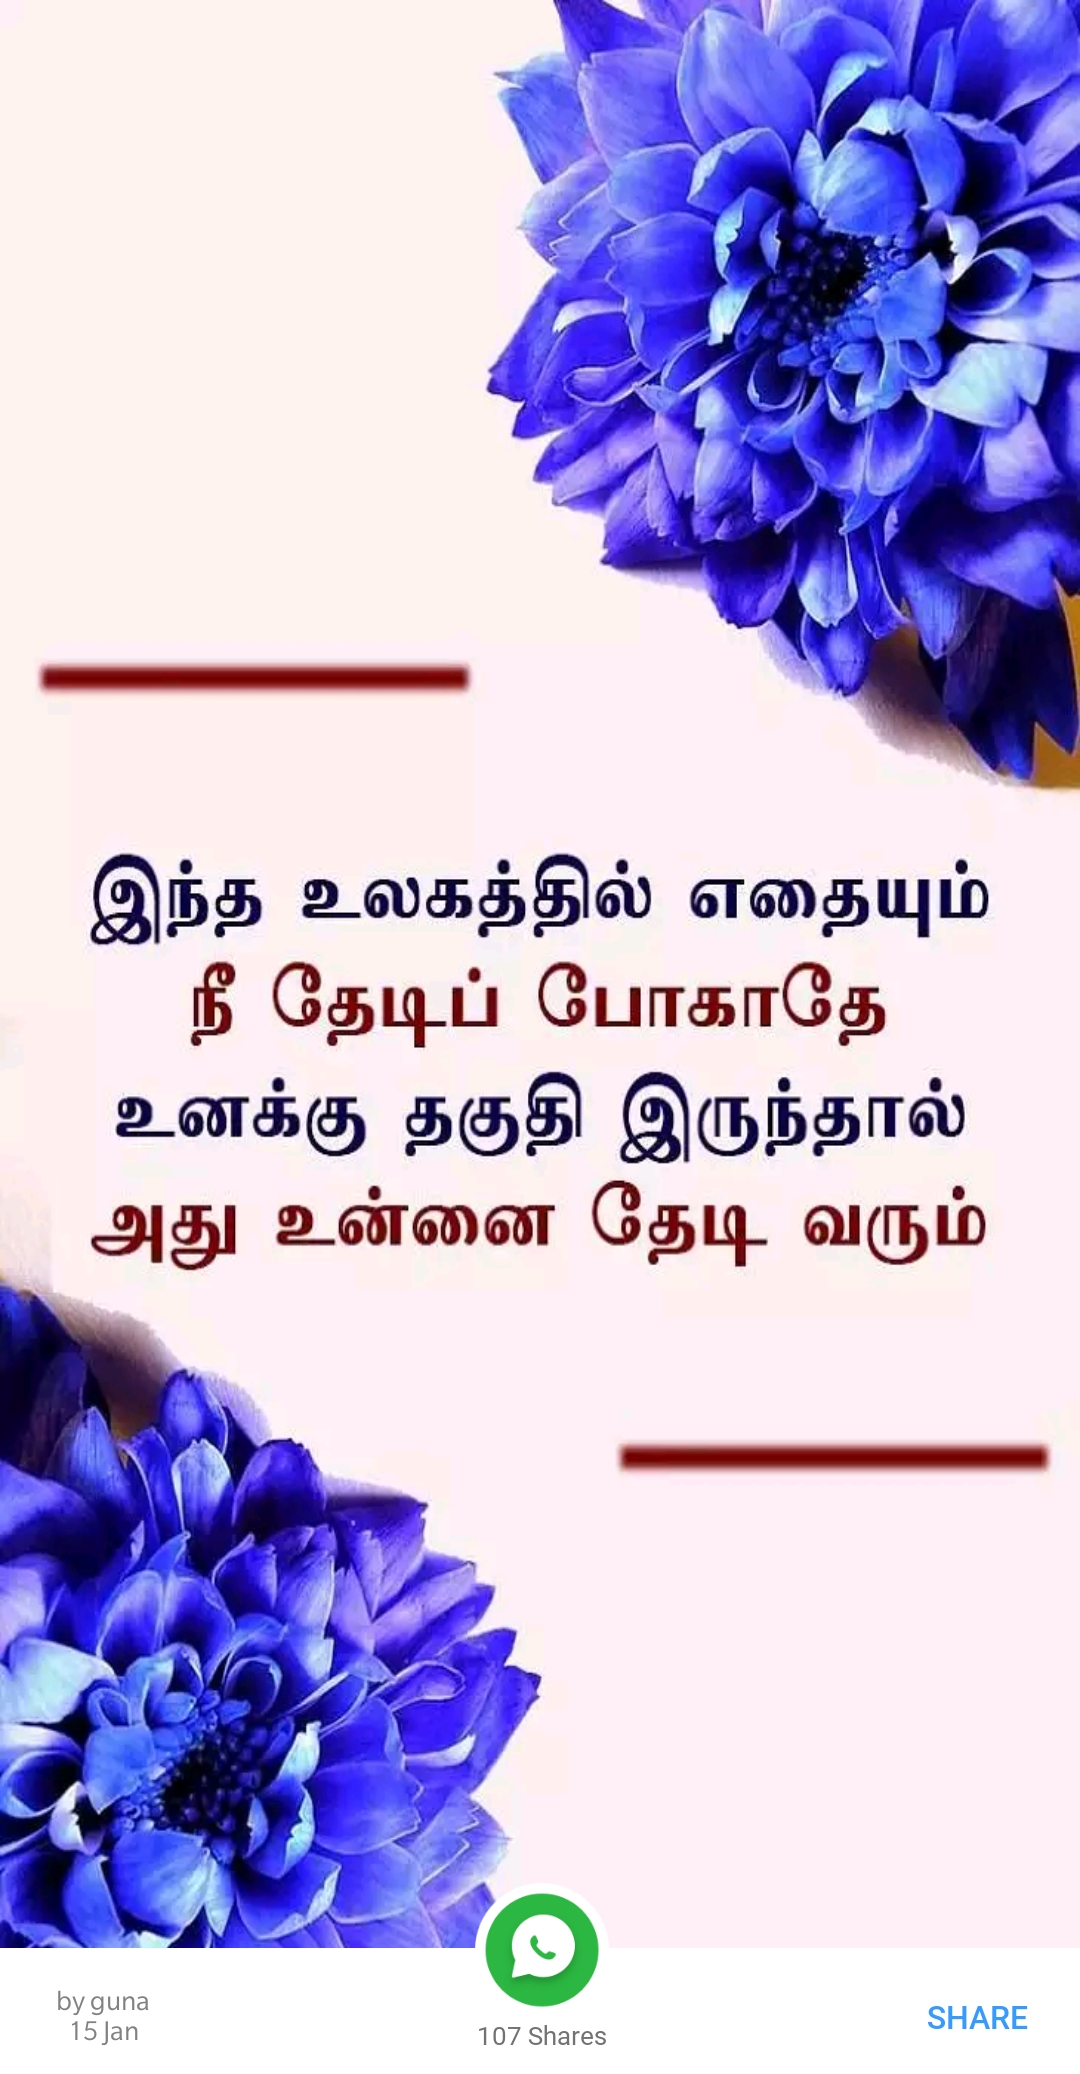 இந்த உலகத்தில் எதையும்
நீ தேடிப் போகாதே
உனக்கு தகுதி இருந்தால்
அது உன்னை தேடி வரும்
by guna
15 Jan
107 Shares
SHARE